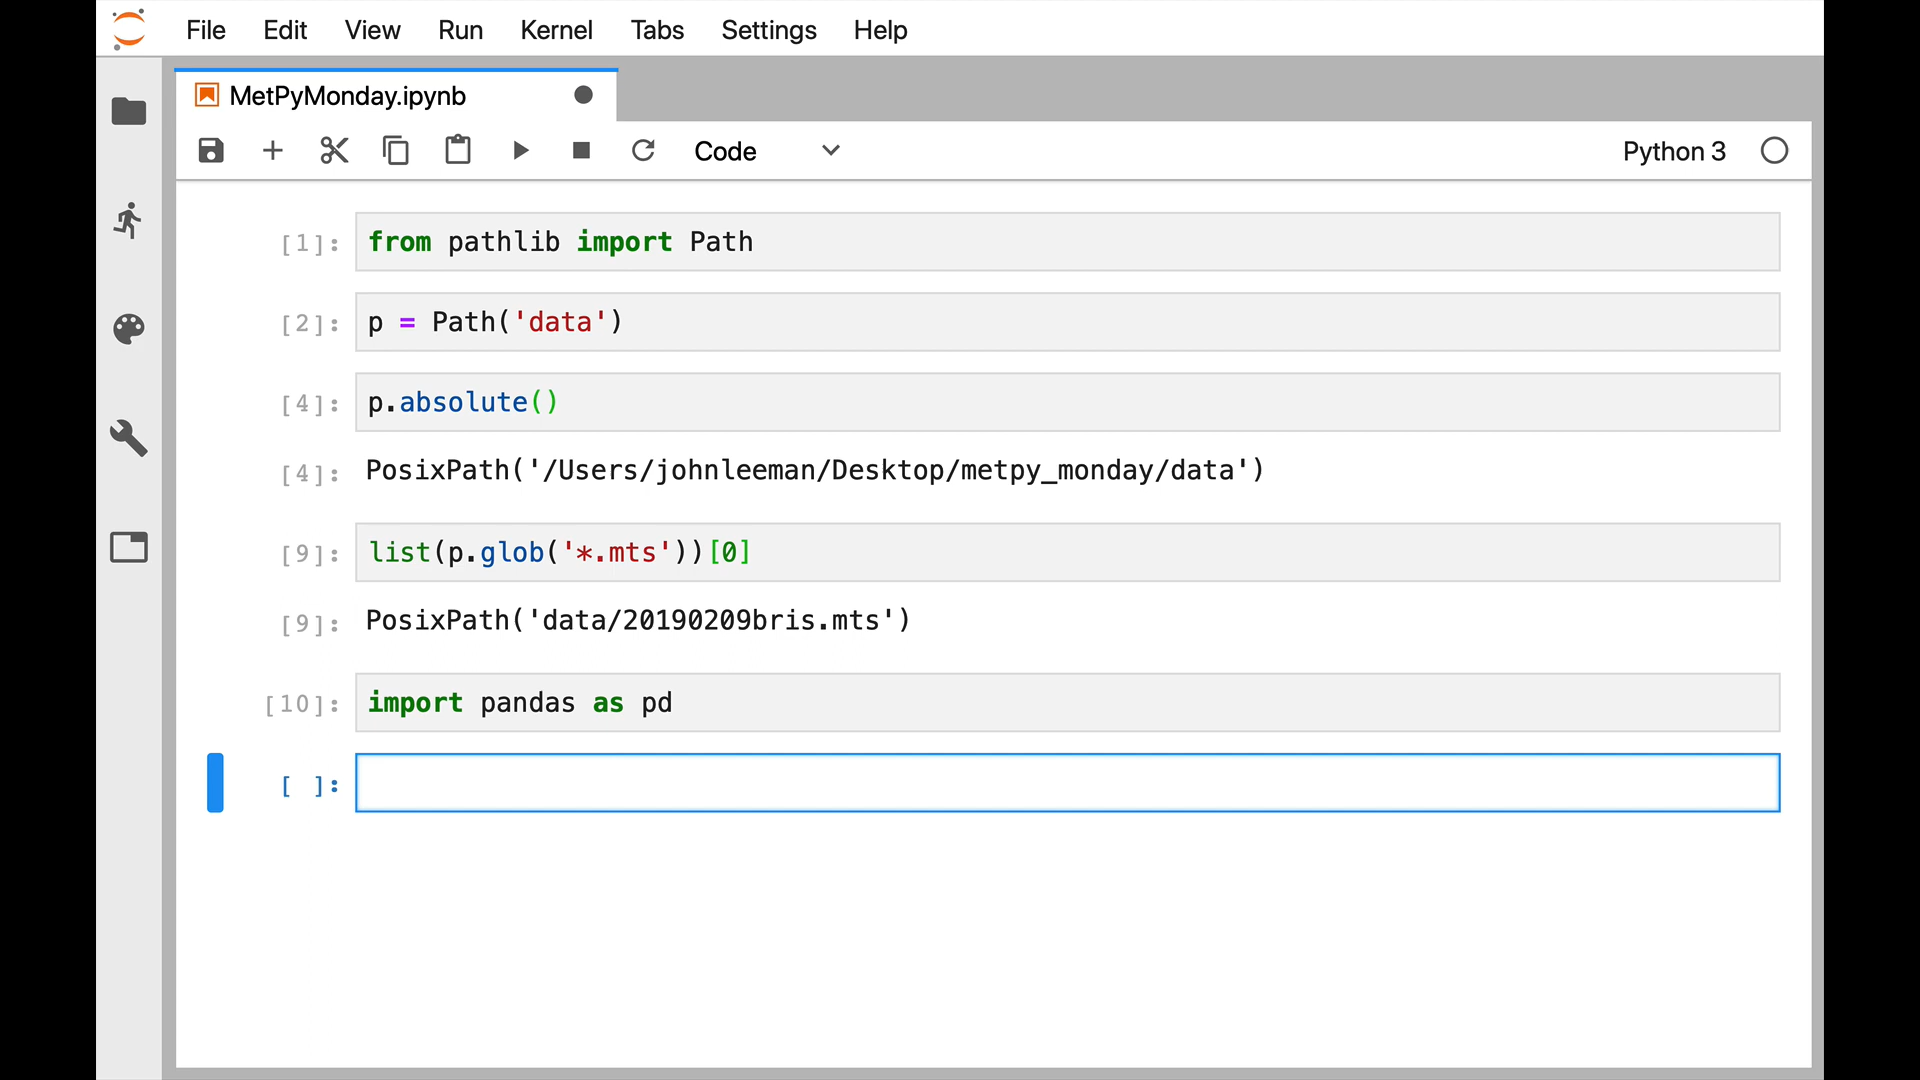 File Edit View Run Kernel Tabs Settings Help
MetPyMonday.ipynb
Code Python 3
[1]: from pathlib import Path
[2]: p = Path('data')
[4]: p.absolute()
[4]: PosixPath('/Users/johnleeman/Desktop/metpy_monday/data')
[9]: list(p.glob('*.mts'))[0]
[9]: PosixPath('data/20190209bris.mts')
[10]: import pandas as pd
[ ]: